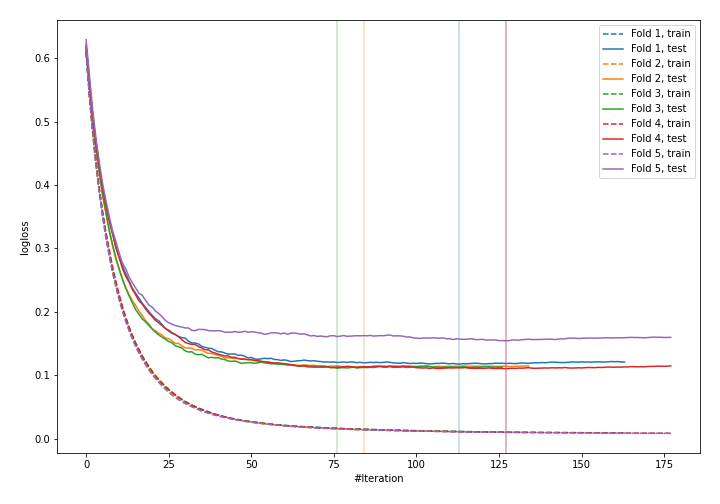 0.6
0.5
0.4
0.3
0.2
0.1
0.0
logloss
0
25
50
75
100
125
150
175
#Iteration
Fold 1, train
Fold 1, test
Fold 2, train
Fold 2, test
Fold 3, train
Fold 3, test
Fold 4, train
Fold 4, test
Fold 5, train
Fold 5, test